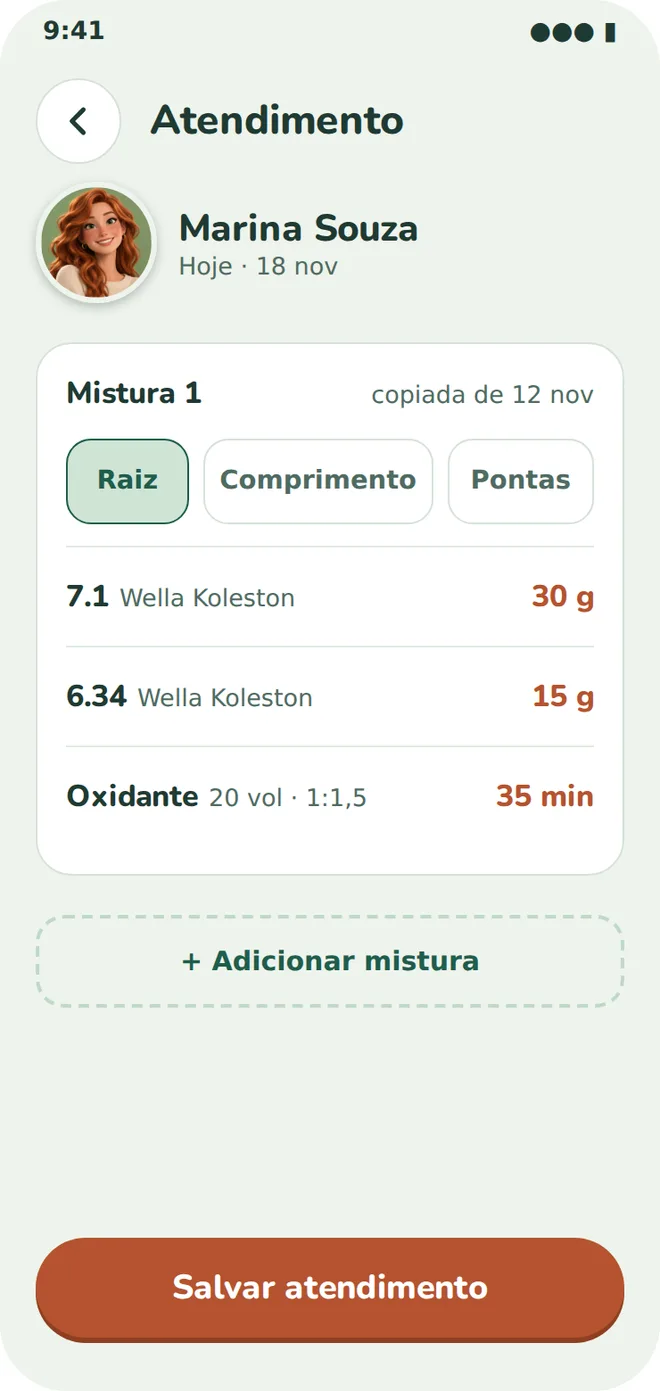 9:41
Atendimento
Marina Souza
Hoje · 18 nov
Mistura 1 copiada de 12 nov
Raiz Comprimento Pontas
7.1 Wella Koleston 30 g
6.34 Wella Koleston 15 g
Oxidante 20 vol · 1:1,5 35 min
+ Adicionar mistura
Salvar atendimento